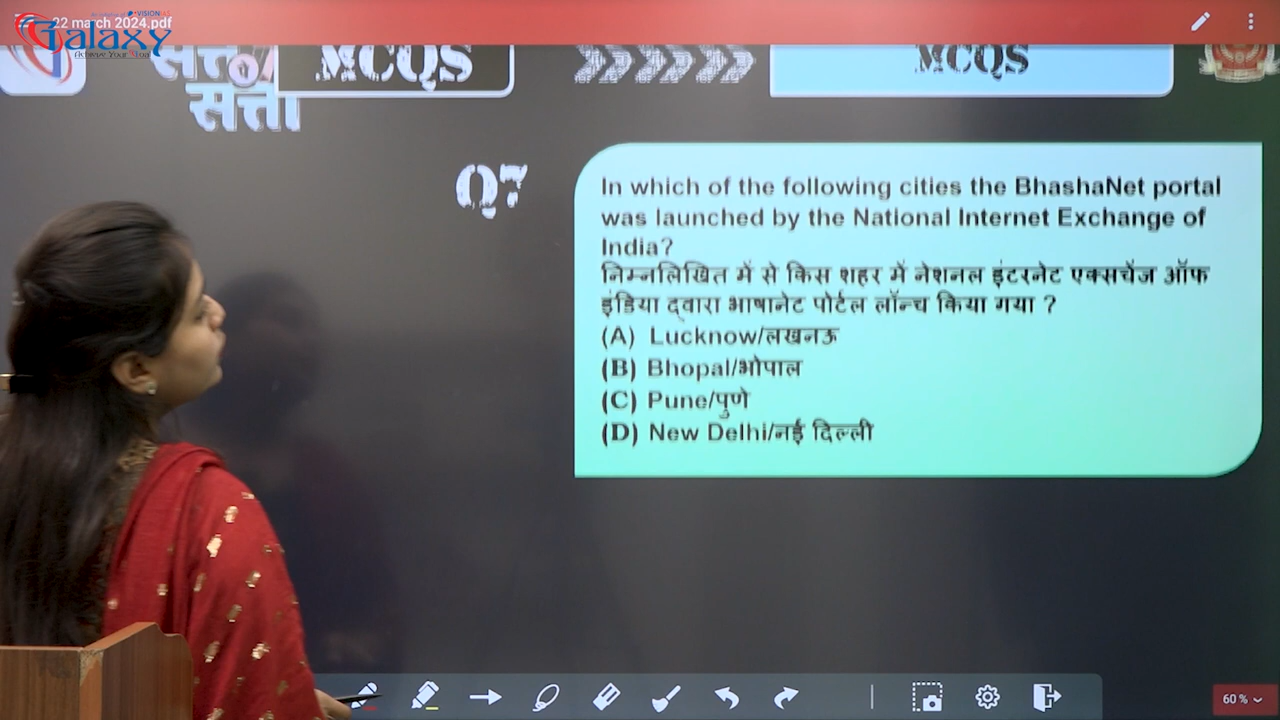 22 march 2024.pdf
Galaxy
सत्ता
सत्ता
MCQS
MCQS
Q7
In which of the following cities the BhashaNet portal
was launched by the National Internet Exchange of
India?
निम्नलिखित में से किस शहर में नेशनल इंटरनेट एक्सचेंज ऑफ
इंडिया द्वारा भाषानेट पोर्टल लॉन्च किया गया ?
(A) Lucknow/लखनऊ
(B) Bhopal/भोपाल
(C) Pune/पुणे
(D) New Delhi/नई दिल्ली
60 %